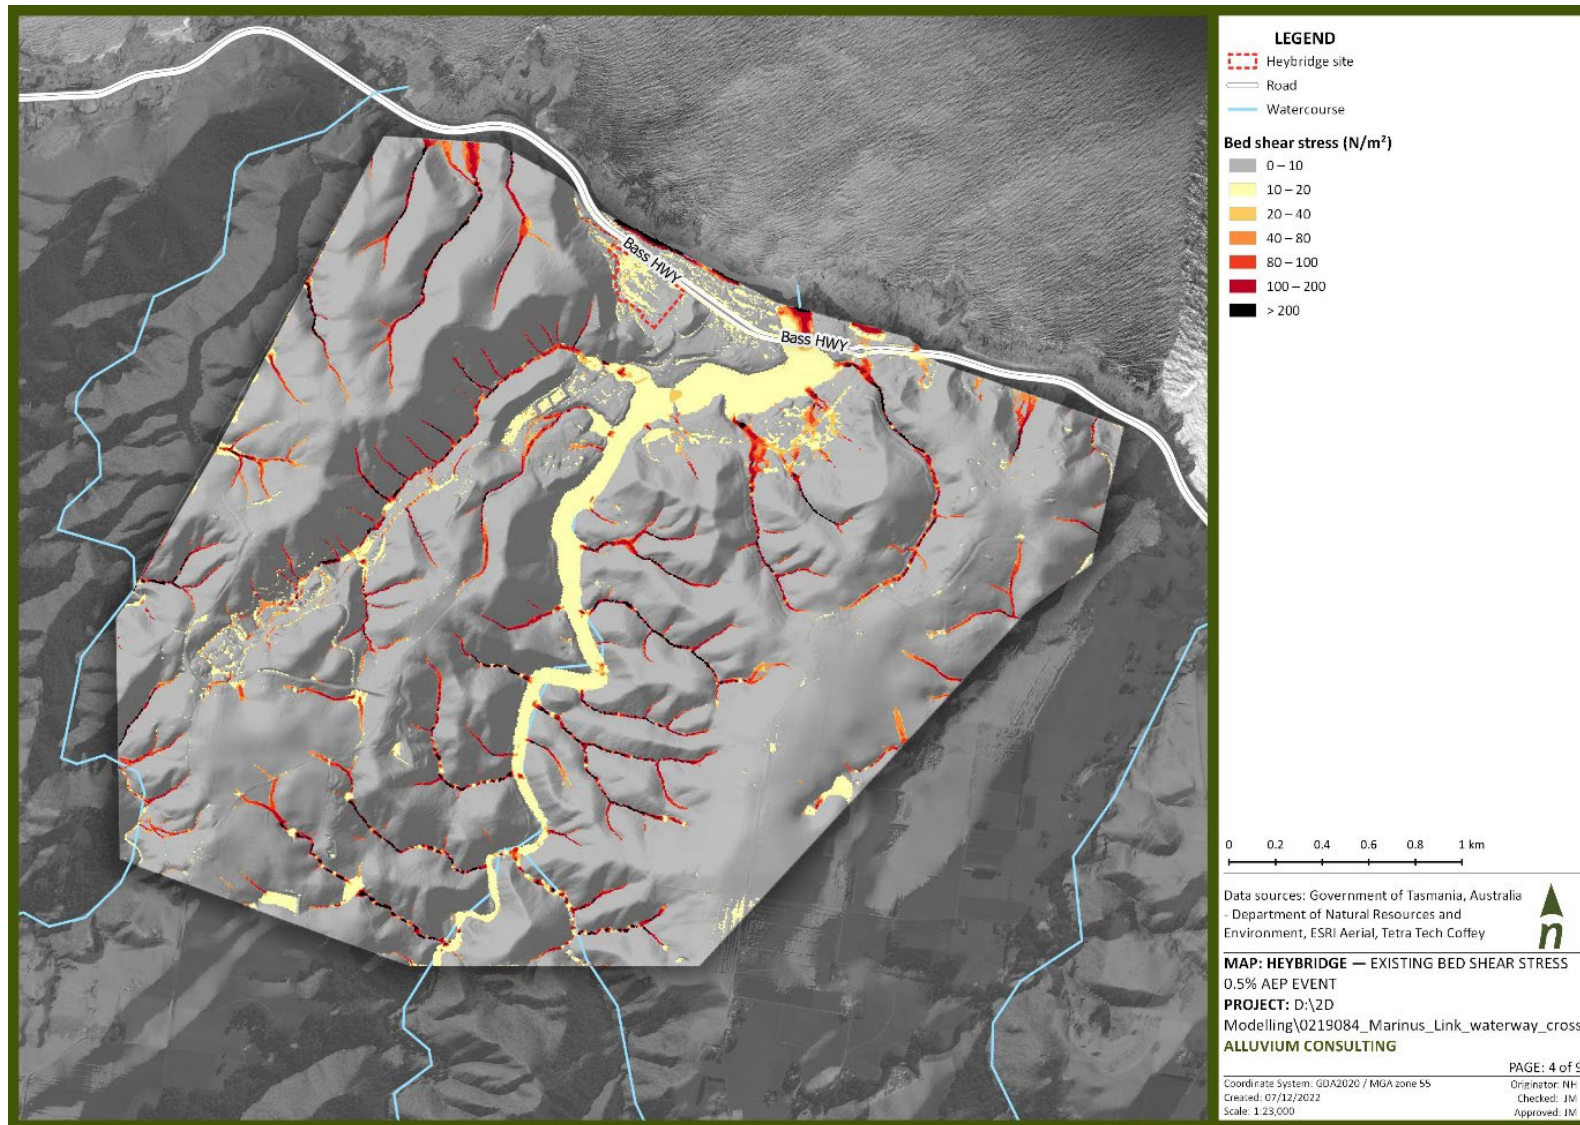 Bass HWY
Bass HWY
LEGEND
Heybridge site
Road
Watercourse
Bed shear stress (N/m²)
0 – 10
10 – 20
20 – 40
40 – 80
80 – 100
100 – 200
> 200
0 0.2 0.4 0.6 0.8 1 km
Data sources: Government of Tasmania, Australia
- Department of Natural Resources and
Environment, ESRI Aerial, Tetra Tech Coffey
n
MAP: HEYBRIDGE — EXISTING BED SHEAR STRESS
0.5% AEP EVENT
PROJECT: D:\2D
Modelling\0219084_Marinus_Link_waterway_cross
ALLUVIUM CONSULTING
PAGE: 4 of 9
Coordinate System: GDA2020 / MGA zone 55
Originator: NH
Created: 07/12/2022
Checked: JM
Scale: 1:23,000
Approved: JM